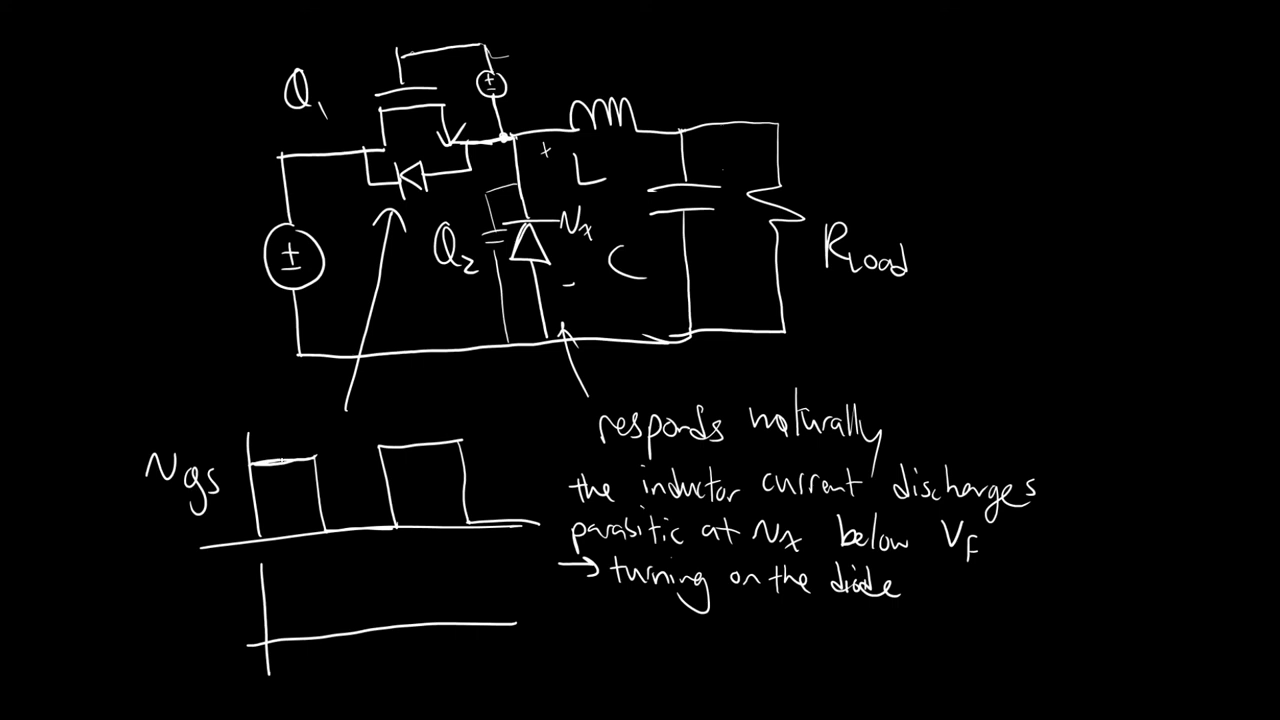 Q₁
±
+
L
±
Q₂
Vx
-
C
Rload
Vgs
responds naturally
the inductor current discharges
parasitic at Vx below VF
→ turning on the diode